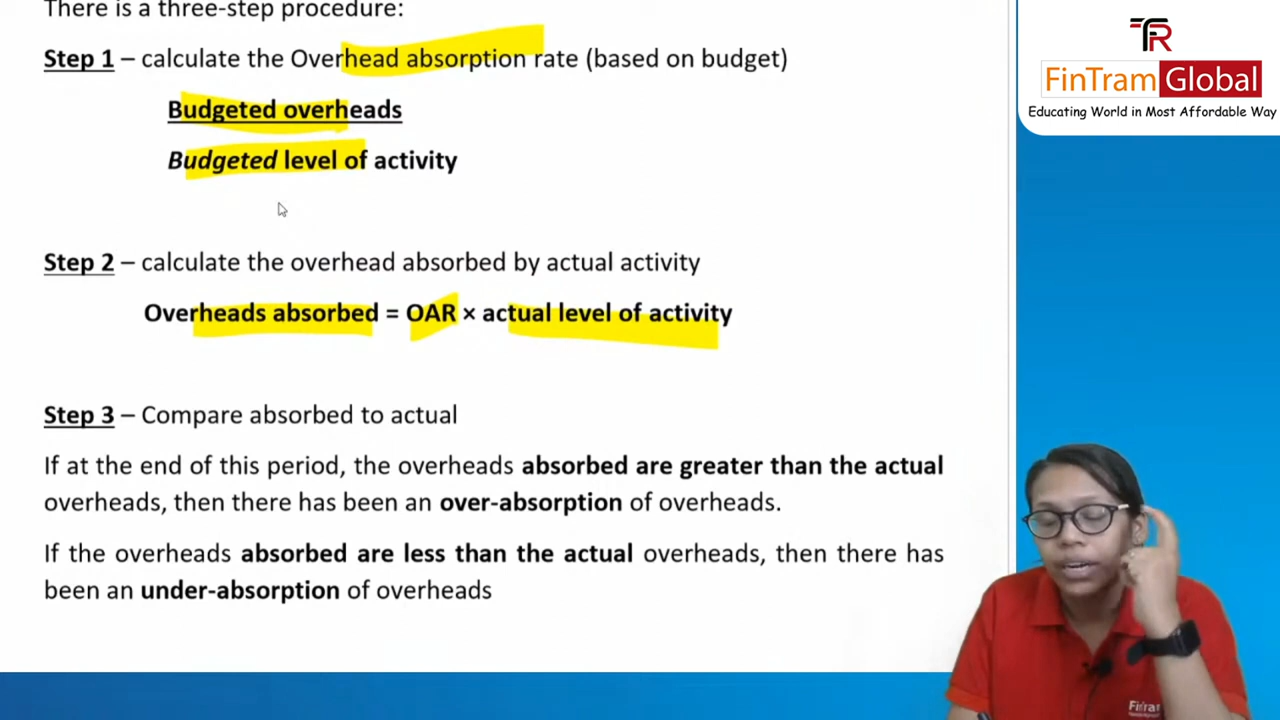 There is a three-step procedure:
Step 1 – calculate the Overhead absorption rate (based on budget)
Budgeted overheads
Budgeted level of activity
Step 2 – calculate the overhead absorbed by actual activity
Overheads absorbed = OAR × actual level of activity
Step 3 – Compare absorbed to actual
If at the end of this period, the overheads absorbed are greater than the actual
overheads, then there has been an over-absorption of overheads.
If the overheads absorbed are less than the actual overheads, then there has
been an under-absorption of overheads
FinTram Global
Educating World in Most Affordable Way